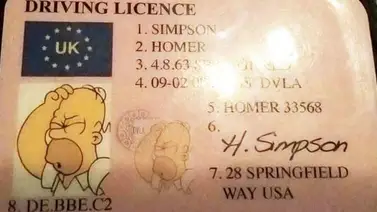 DRIVING LICENCE
UK
1. SIMPSON
2. HOMER
3. 4.8.63
4. 09-02 DVLA
5. HOMER 33568
6.
H. Simpson
7. 28 SPRINGFIELD
WAY USA
8. DE.BBE.C2